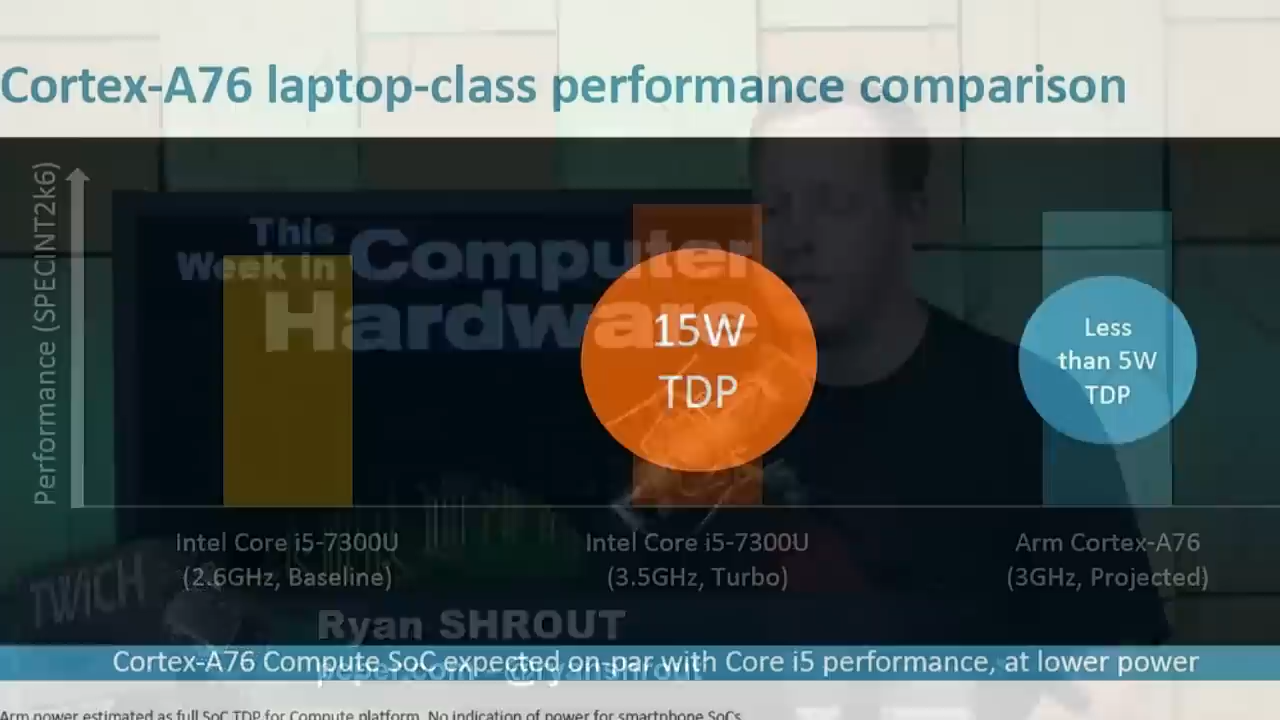 Cortex-A76 laptop-class performance comparison
Performance (SPECINT2k6)
This
Week in Computer
Hardware
15W
TDP
Less
than 5W
TDP
Intel Core i5-7300U
(2.6GHz, Baseline)
Intel Core i5-7300U
(3.5GHz, Turbo)
Arm Cortex-A76
(3GHz, Projected)
TWiCH
Ryan SHROUT
Cortex-A76 Compute SoC expected on-par with Core i5 performance, at lower power
pcper.com - @ryanshrout
Arm power estimated as full SoC TDP for Compute platform. No indication of power for smartphone SoCs